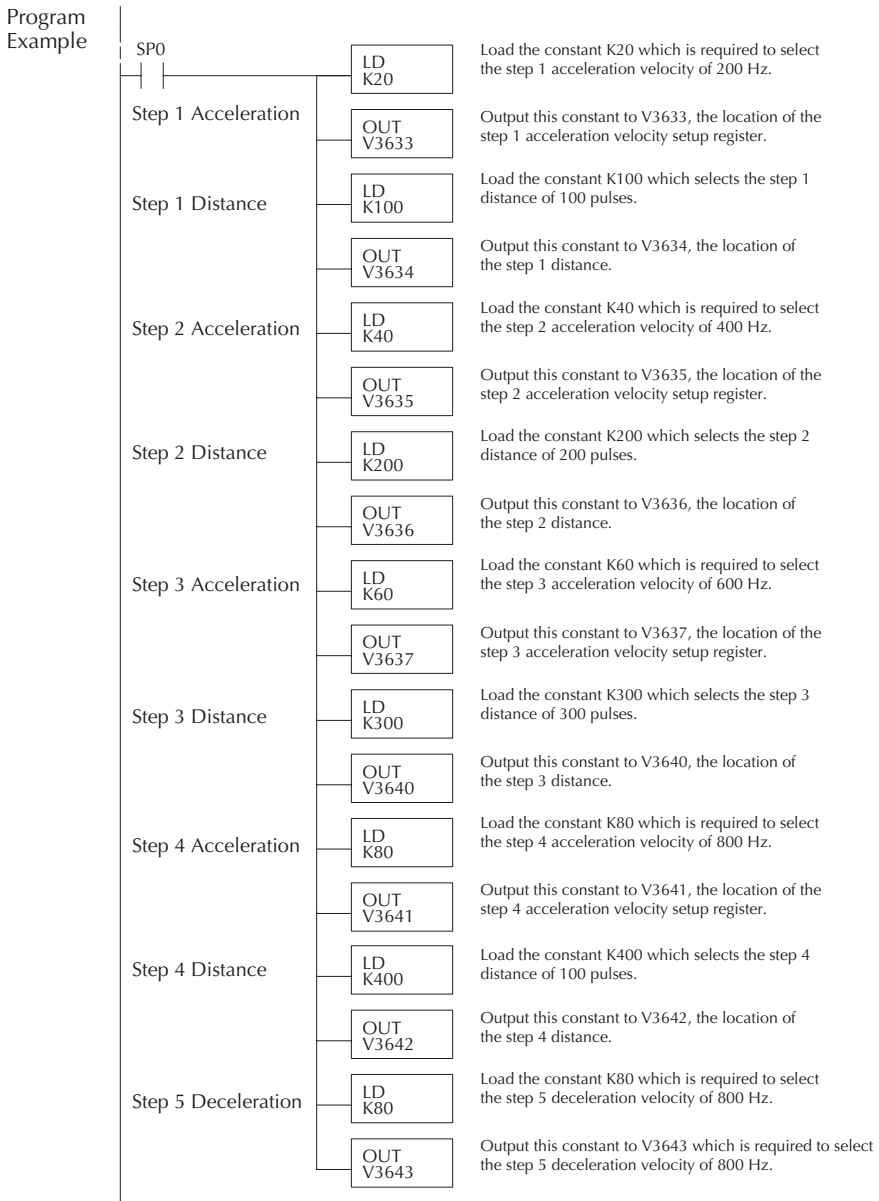 Program
Example
SP0
LD
K20
Load the constant K20 which is required to select
the step 1 acceleration velocity of 200 Hz.
Step 1 Acceleration
OUT
V3633
Output this constant to V3633, the location of the
step 1 acceleration velocity setup register.
Step 1 Distance
LD
K100
Load the constant K100 which selects the step 1
distance of 100 pulses.
OUT
V3634
Output this constant to V3634, the location of
the step 1 distance.
Step 2 Acceleration
LD
K40
Load the constant K40 which is required to select
the step 2 acceleration velocity of 400 Hz.
OUT
V3635
Output this constant to V3635, the location of the
step 2 acceleration velocity setup register.
Step 2 Distance
LD
K200
Load the constant K200 which selects the step 2
distance of 200 pulses.
OUT
V3636
Output this constant to V3636, the location of
the step 2 distance.
Step 3 Acceleration
LD
K60
Load the constant K60 which is required to select
the step 3 acceleration velocity of 600 Hz.
OUT
V3637
Output this constant to V3637, the location of the
step 3 acceleration velocity setup register.
Step 3 Distance
LD
K300
Load the constant K300 which selects the step 3
distance of 300 pulses.
OUT
V3640
Output this constant to V3640, the location of
the step 3 distance.
Step 4 Acceleration
LD
K80
Load the constant K80 which is required to select
the step 4 acceleration velocity of 800 Hz.
OUT
V3641
Output this constant to V3641, the location of the
step 4 acceleration velocity setup register.
Step 4 Distance
LD
K400
Load the constant K400 which selects the step 4
distance of 100 pulses.
OUT
V3642
Output this constant to V3642, the location of
the step 4 distance.
Step 5 Deceleration
LD
K80
Load the constant K80 which is required to select
the step 5 deceleration velocity of 800 Hz.
OUT
V3643
Output this constant to V3643 which is required to select
the step 5 deceleration velocity of 800 Hz.